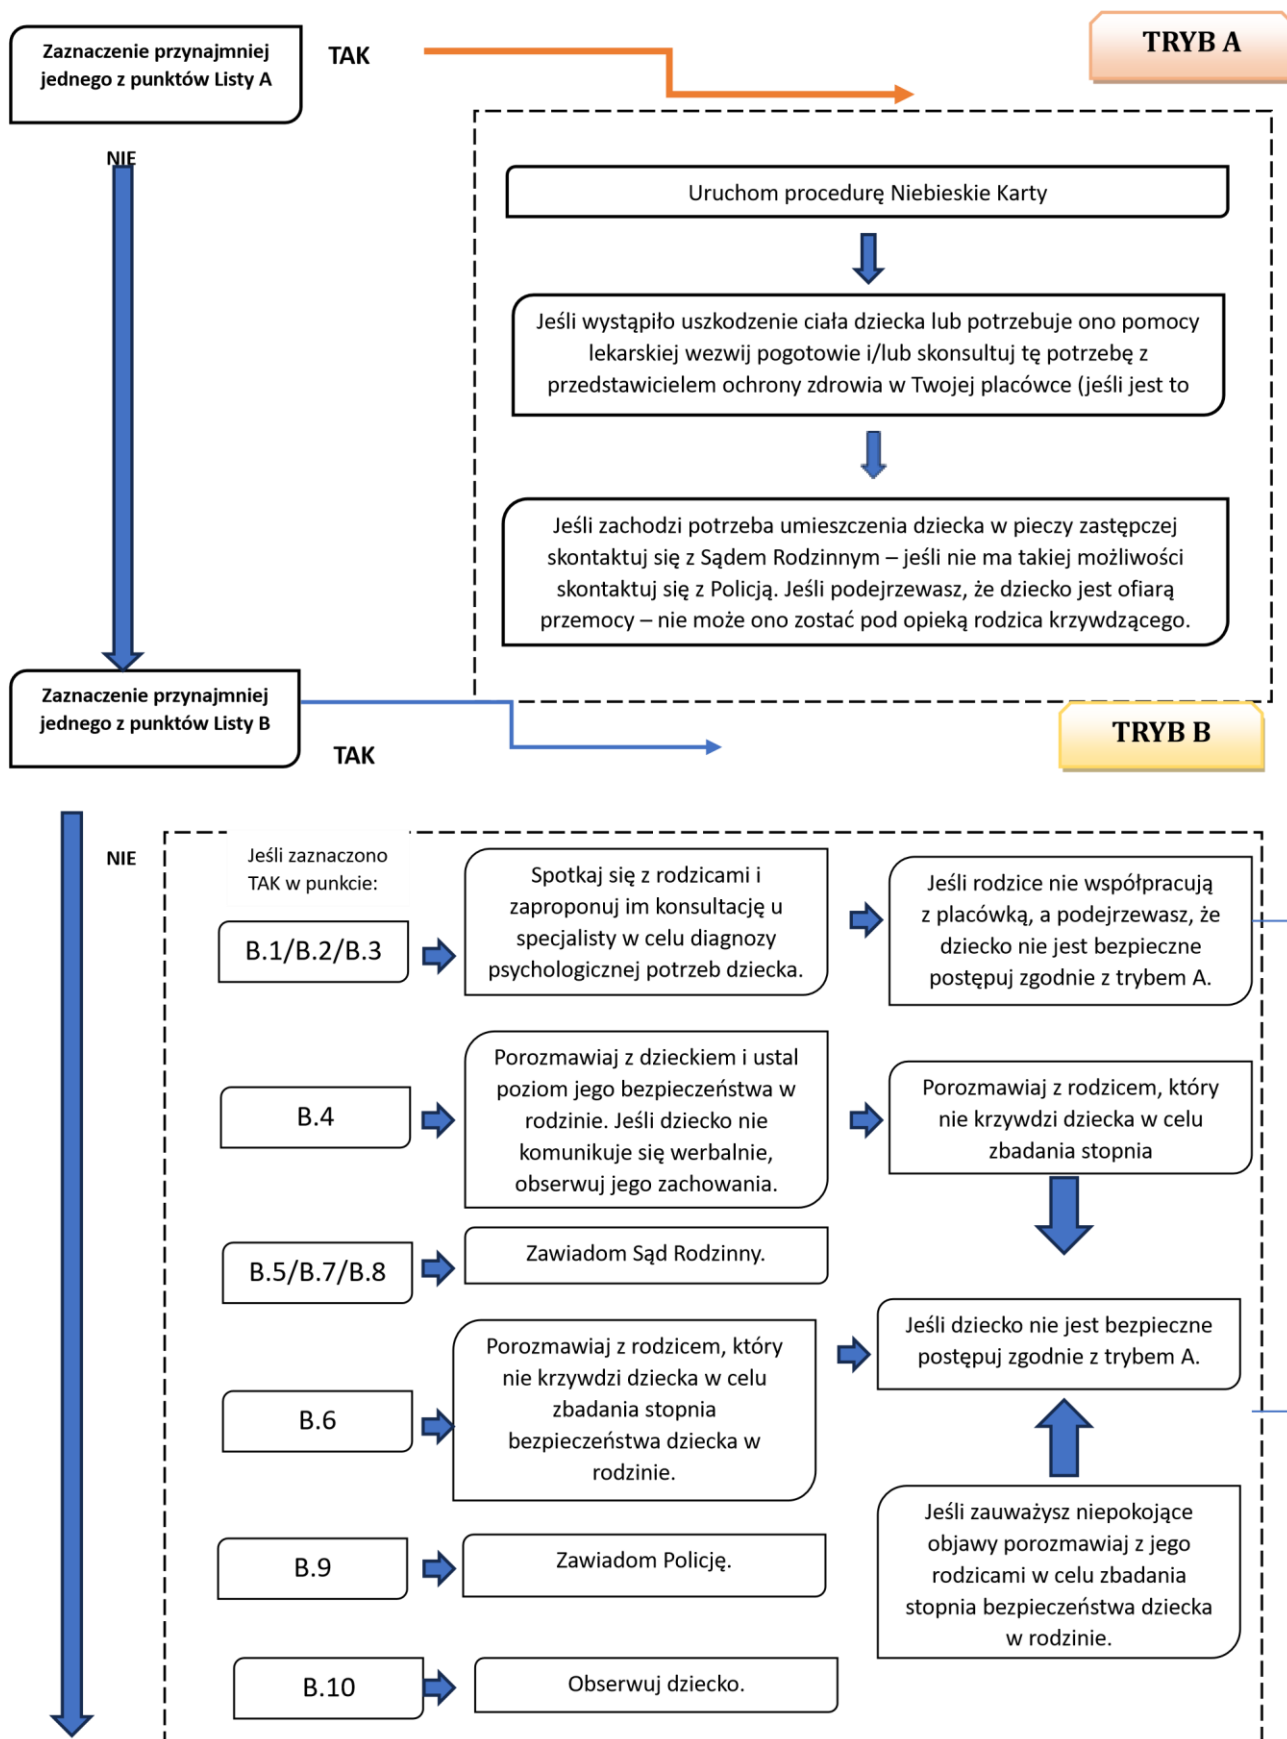 Zaznaczenie przynajmniej
jednego z punktów Listy A
TAK
TRYB A
NIE
Uruchom procedurę Niebieskie Karty
Jeśli wystąpiło uszkodzenie ciała dziecka lub potrzebuje ono pomocy
lekarskiej wezwij pogotowie i/lub skonsultuj tę potrzebę z
przedstawicielem ochrony zdrowia w Twojej placówce (jeśli jest to
Jeśli zachodzi potrzeba umieszczenia dziecka w pieczy zastępczej
skontaktuj się z Sądem Rodzinnym – jeśli nie ma takiej możliwości
skontaktuj się z Policją. Jeśli podejrzewasz, że dziecko jest ofiarą
przemocy – nie może ono zostać pod opieką rodzica krzywdzącego.
Zaznaczenie przynajmniej
jednego z punktów Listy B
TAK
TRYB B
NIE
Jeśli zaznaczono
TAK w punkcie:
B.1/B.2/B.3
Spotkaj się z rodzicami i
zaproponuj im konsultację u
specjalisty w celu diagnozy
psychologicznej potrzeb dziecka.
Jeśli rodzice nie współpracują
z placówką, a podejrzewasz, że
dziecko nie jest bezpieczne
postępuj zgodnie z trybem A.
B.4
Porozmawiaj z dzieckiem i ustal
poziom jego bezpieczeństwa w
rodzinie. Jeśli dziecko nie
komunikuje się werbalnie,
obserwuj jego zachowania.
Porozmawiaj z rodzicem, który
nie krzywdzi dziecka w celu
zbadania stopnia
B.5/B.7/B.8
Zawiadom Sąd Rodzinny.
B.6
Porozmawiaj z rodzicem, który
nie krzywdzi dziecka w celu
zbadania stopnia
bezpieczeństwa dziecka w
rodzinie.
Jeśli dziecko nie jest bezpieczne
postępuj zgodnie z trybem A.
B.9
Zawiadom Policję.
Jeśli zauważysz niepokojące
objawy porozmawiaj z jego
rodzicami w celu zbadania
stopnia bezpieczeństwa dziecka
w rodzinie.
B.10
Obserwuj dziecko.